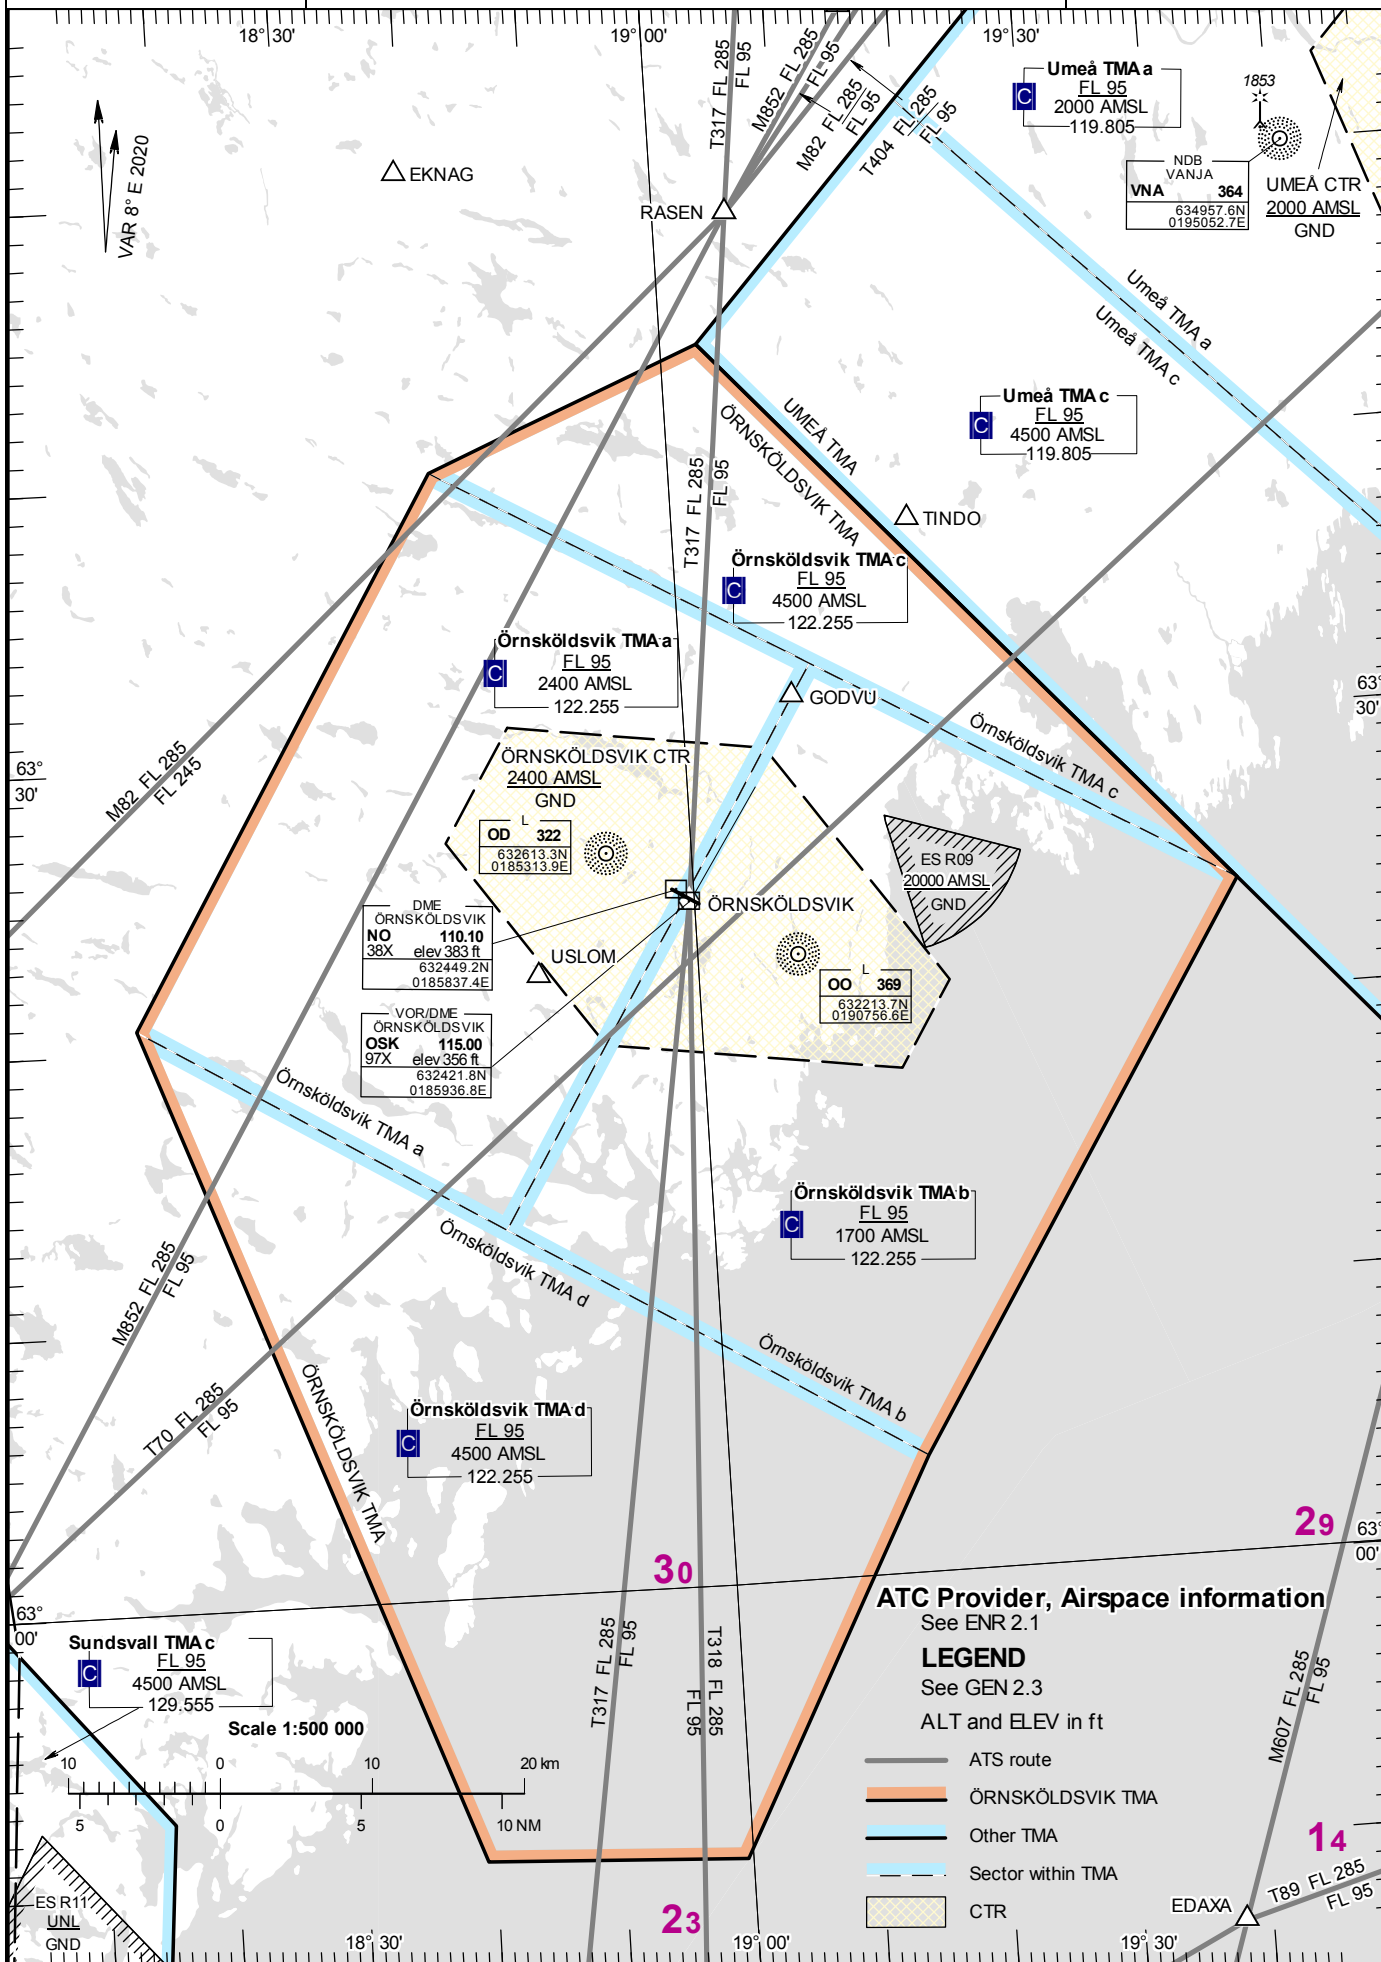 18°30'
19°00'
19°30'
T317 FL 285
FL 95
M852 FL 285
FL 95
M82 FL 285
FL 95
T404 FL 285
FL 95
Umeå TMA a
C
FL 95
2000 AMSL
119.805
1853
NDB
VANJA
VNA 364
634957.6N
0195052.7E
UMEÅ CTR
2000 AMSL
GND
VAR 8° E 2020
EKNAG
RASEN
Umeå TMA a
Umeå TMA c
Umeå TMA c
C
FL 95
4500 AMSL
119.805
UMEÅ TMA
ÖRNSKÖLDSVIK TMA
T317 FL 285
FL 95
TINDO
Örnsköldsvik TMA c
C
FL 95
4500 AMSL
122.255
Örnsköldsvik TMA a
C
FL 95
2400 AMSL
122.255
GODVU
63°
30'
Örnsköldsvik TMA c
M82 FL 285
FL 245
63°
30'
ÖRNSKÖLDSVIK CTR
2400 AMSL
GND
L
OD 322
632613.3N
0185313.9E
ES R09
20000 AMSL
GND
DME
ÖRNSKÖLDSVIK
NO 110.10
38X elev 383 ft
632449.2N
0185837.4E
ÖRNSKÖLDSVIK
USLOM
L
OO 369
632213.7N
0190756.6E
VOR/DME
ÖRNSKÖLDSVIK
OSK 115.00
97X elev 356 ft
632421.8N
0185936.8E
Örnsköldsvik TMA a
Örnsköldsvik TMA d
Örnsköldsvik TMA b
C
FL 95
1700 AMSL
122.255
M852 FL 285
FL 95
Örnsköldsvik TMA b
T70 FL 285
FL 95
ÖRNSKÖLDSVIK TMA
Örnsköldsvik TMA d
C
FL 95
4500 AMSL
122.255
29
63°
00'
30
63°
00'
ATC Provider, Airspace information
See ENR 2.1
LEGEND
See GEN 2.3
ALT and ELEV in ft
ATS route
ÖRNSKÖLDSVIK TMA
Other TMA
Sector within TMA
CTR
Sundsvall TMA c
C
FL 95
4500 AMSL
129.555
Scale 1:500 000
10 0 10 20 km
5 0 5 10 NM
T317 FL 285
FL 95
T318 FL 285
FL 95
M607 FL 285
FL 95
14
T89 FL 285
FL 95
EDAXA
ES R11
UNL
GND
23
18°30'
19°00'
19°30'